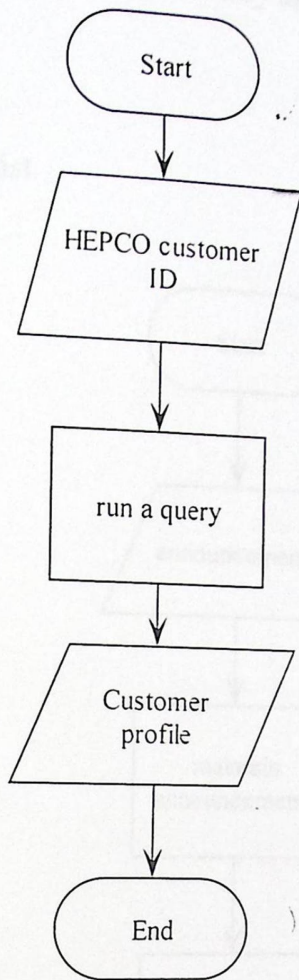 Start
HEPCO customer
ID
run a query
Customer
profile
End